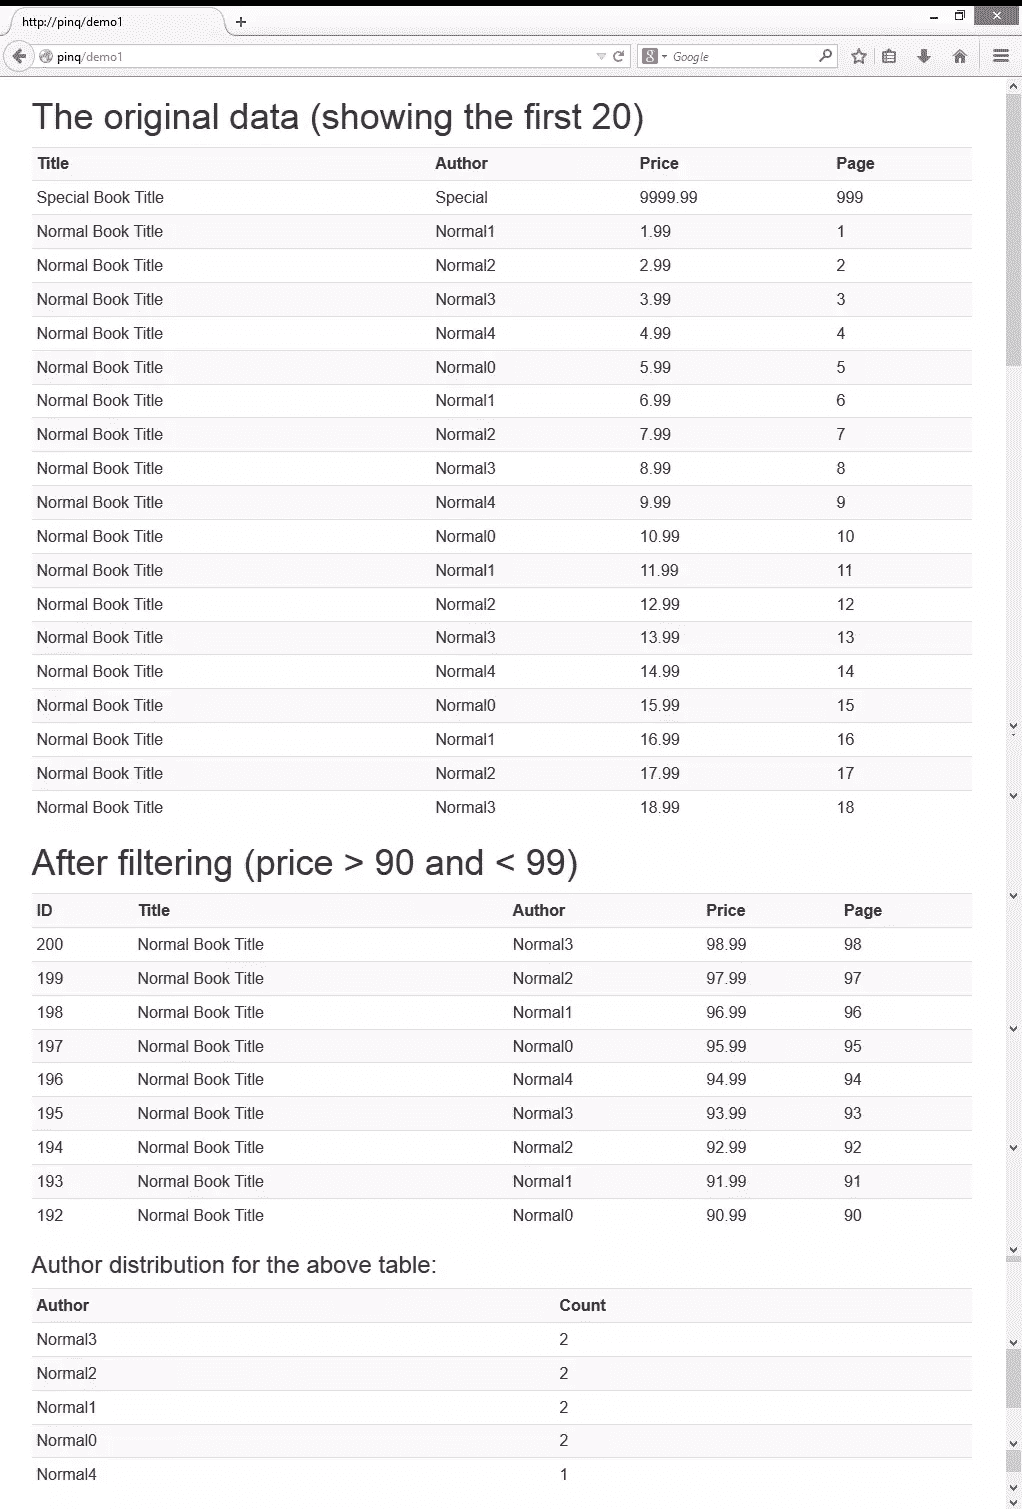 http://pinq/demo1
pinq/demo1
Google
The original data (showing the first 20)
Title Author Price Page
Special Book Title Special 9999.99 999
Normal Book Title Normal1 1.99 1
Normal Book Title Normal2 2.99 2
Normal Book Title Normal3 3.99 3
Normal Book Title Normal4 4.99 4
Normal Book Title Normal0 5.99 5
Normal Book Title Normal1 6.99 6
Normal Book Title Normal2 7.99 7
Normal Book Title Normal3 8.99 8
Normal Book Title Normal4 9.99 9
Normal Book Title Normal0 10.99 10
Normal Book Title Normal1 11.99 11
Normal Book Title Normal2 12.99 12
Normal Book Title Normal3 13.99 13
Normal Book Title Normal4 14.99 14
Normal Book Title Normal0 15.99 15
Normal Book Title Normal1 16.99 16
Normal Book Title Normal2 17.99 17
Normal Book Title Normal3 18.99 18
After filtering (price > 90 and < 99)
ID Title Author Price Page
200 Normal Book Title Normal3 98.99 98
199 Normal Book Title Normal2 97.99 97
198 Normal Book Title Normal1 96.99 96
197 Normal Book Title Normal0 95.99 95
196 Normal Book Title Normal4 94.99 94
195 Normal Book Title Normal3 93.99 93
194 Normal Book Title Normal2 92.99 92
193 Normal Book Title Normal1 91.99 91
192 Normal Book Title Normal0 90.99 90
Author distribution for the above table:
Author Count
Normal3 2
Normal2 2
Normal1 2
Normal0 2
Normal4 1